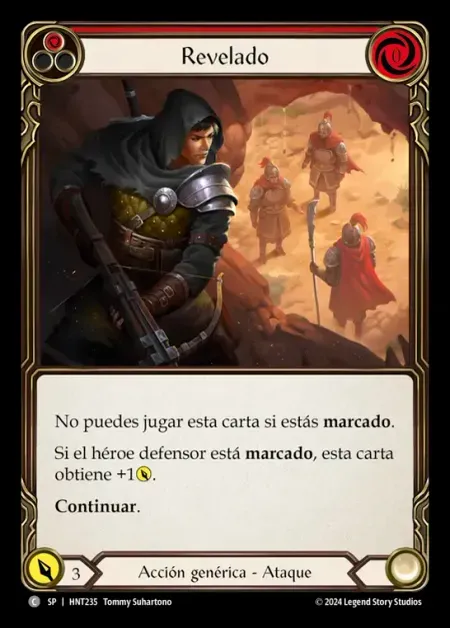 Revelado
0
No puedes jugar esta carta si estás marcado.
Si el héroe defensor está marcado, esta carta
obtiene +1.
Continuar.
3
Acción genérica - Ataque
C SP | HNT235 Tommy Suhartono
© 2024 Legend Story Studios